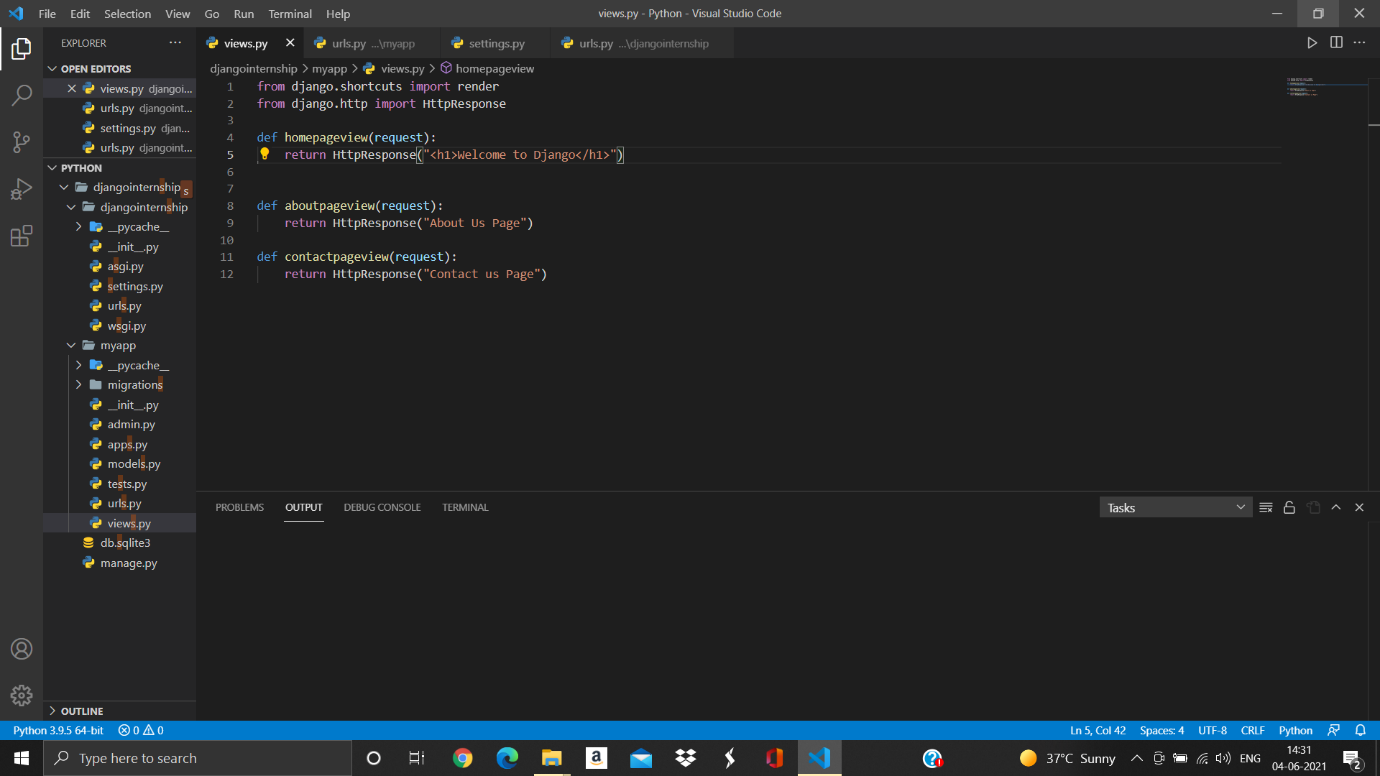 File Edit Selection View Go Run Terminal Help
views.py - Python - Visual Studio Code
EXPLORER ...
OPEN EDITORS
views.py djangoi...
urls.py djangoint...
settings.py djan...
urls.py djangoint...
PYTHON
djangointernship s
djangointernship
__pycache__
__init__.py
asgi.py
settings.py
urls.py
wsgi.py
myapp
__pycache__
migrations
__init__.py
admin.py
apps.py
models.py
tests.py
urls.py
views.py
db.sqlite3
manage.py
OUTLINE
views.py urls.py ...\myapp settings.py urls.py ...\djangointernship
djangointernship > myapp > views.py > homepageview
1 from django.shortcuts import render
2 from django.http import HttpResponse
3
4 def homepageview(request):
5 return HttpResponse("<h1>Welcome to Django</h1>")
6
7
8 def aboutpageview(request):
9 return HttpResponse("About Us Page")
10
11 def contactpageview(request):
12 return HttpResponse("Contact us Page")
PROBLEMS OUTPUT DEBUG CONSOLE TERMINAL
Tasks
Python 3.9.5 64-bit 0 0
Ln 5, Col 42 Spaces: 4 UTF-8 CRLF Python
Type here to search
37°C Sunny
ENG
14:31
04-06-2021
2